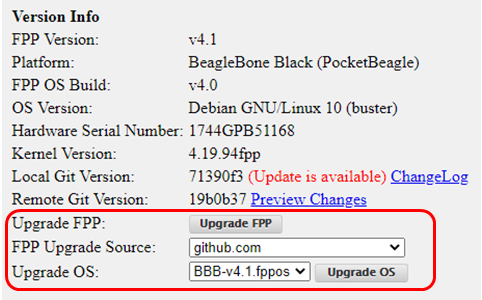 Version Info
FPP Version: v4.1
Platform: BeagleBone Black (PocketBeagle)
FPP OS Build: v4.0
OS Version: Debian GNU/Linux 10 (buster)
Hardware Serial Number: 1744GPB51168
Kernel Version: 4.19.94fpp
Local Git Version: 71390f3 (Update is available) ChangeLog
Remote Git Version: 19b0b37 Preview Changes
Upgrade FPP: Upgrade FPP
FPP Upgrade Source: github.com
Upgrade OS: BBB-v4.1.fppos Upgrade OS